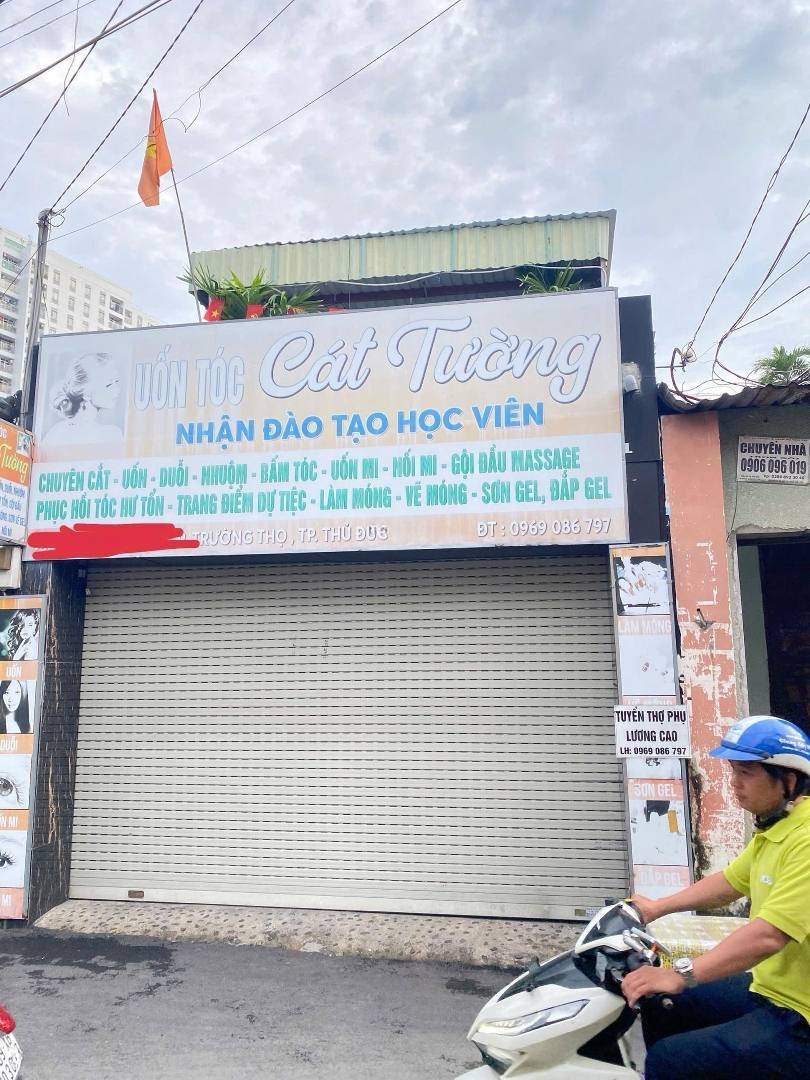 UỐN TÓC Cát Tường
NHẬN ĐÀO TẠO HỌC VIÊN
CHUYÊN CẮT - UỐN - DUỖI - NHUỘM - BẤM TÓC - UỐN MI - NỐI MI - GỘI ĐẦU MASSAGE
PHỤC HỒI TÓC HƯ TỔN - TRANG ĐIỂM DỰ TIỆC - LÀM MÓNG - VẼ MÓNG - SƠN GEL, ĐẮP GEL
TRƯỜNG THỌ, TP. THỦ ĐỨC ĐT : 0969 086 797
Tường
UỐN
DUỖI
MI
LÀM MÓNG
TUYỂN THỢ PHỤ
LƯƠNG CAO
LH: 0969 086 797
SƠN GEL
ĐẮP GEL
CHUYÊN NHÀ
0906 096 019